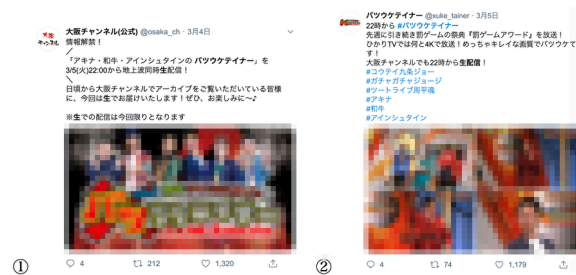 大阪チャンネル(公式) @osaka_ch · 3月4日
情報解禁！
＼
「アキナ・和牛・アインシュタインの バツウケテイナー」を
3/5(火)22:00から地上波同時生配信！
／
日頃から大阪チャンネルでアーカイブをご覧いただいている皆様
に、今回は生でお届けいたします！ぜひ、お楽しみに〜♪
※生での配信は今回限りとなります
4 212 1,320
①
バツウケテイナー @xuke_tainer · 3月5日
22時から #バツウケテイナー
先週に引き続き罰ゲームの祭典『罰ゲームアワード』を放送！
ひかりTVでは何と4Kで放送！めっちゃキレイな画質でバツウケて
す！
大阪チャンネルでも22時から生配信！
#コウテイ九条ジョー
#ガチャガチャジョージ
#ツートライブ周平魂
#アキナ
#和牛
#アインシュタイン
4 74 1,179
②